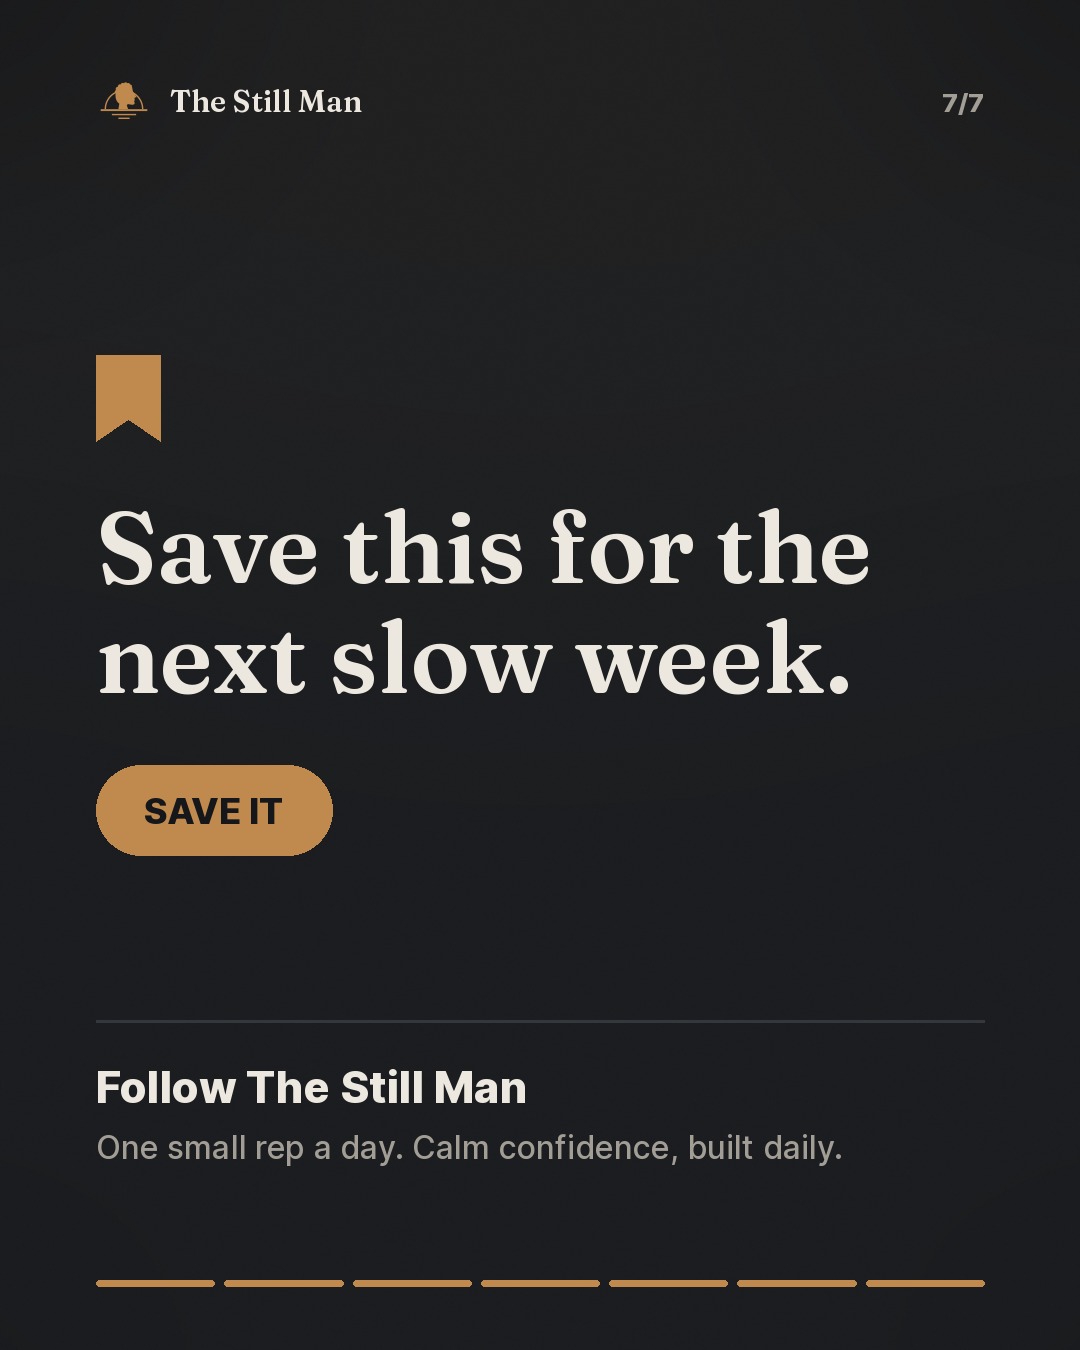 The Still Man
7/7
Save this for the
next slow week.
SAVE IT
Follow The Still Man
One small rep a day. Calm confidence, built daily.